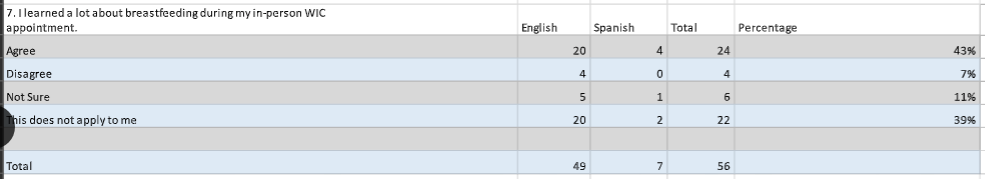 7. I learned a lot about breastfeeding during my in-person WIC
appointment. English Spanish Total Percentage
Agree 20 4 24 43%
Disagree 4 0 4 7%
Not Sure 5 1 6 11%
This does not apply to me 20 2 22 39%
Total 49 7 56